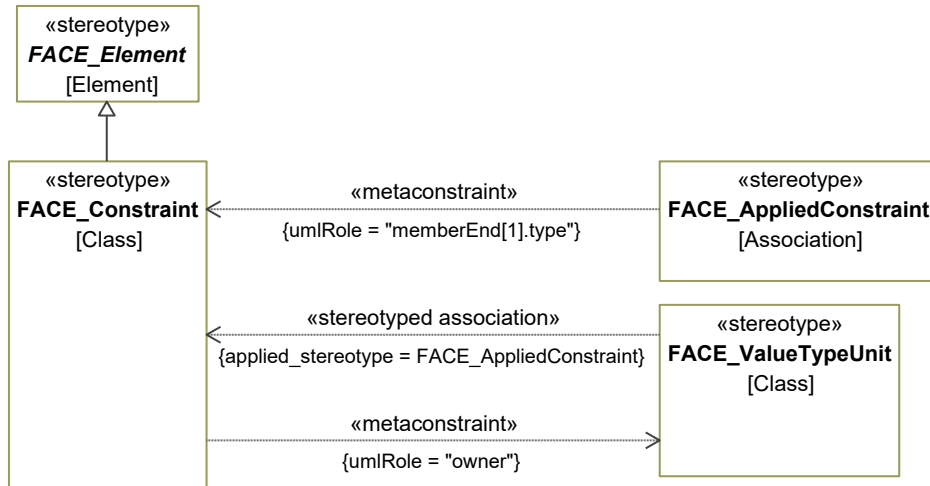 «stereotype»
FACE_Element
[Element]
«stereotype»
FACE_Constraint
[Class]
«metaconstraint»
{umlRole = "memberEnd[1].type"}
«stereotype»
FACE_AppliedConstraint
[Association]
«stereotyped association»
{applied_stereotype = FACE_AppliedConstraint}
«stereotype»
FACE_ValueTypeUnit
[Class]
«metaconstraint»
{umlRole = "owner"}